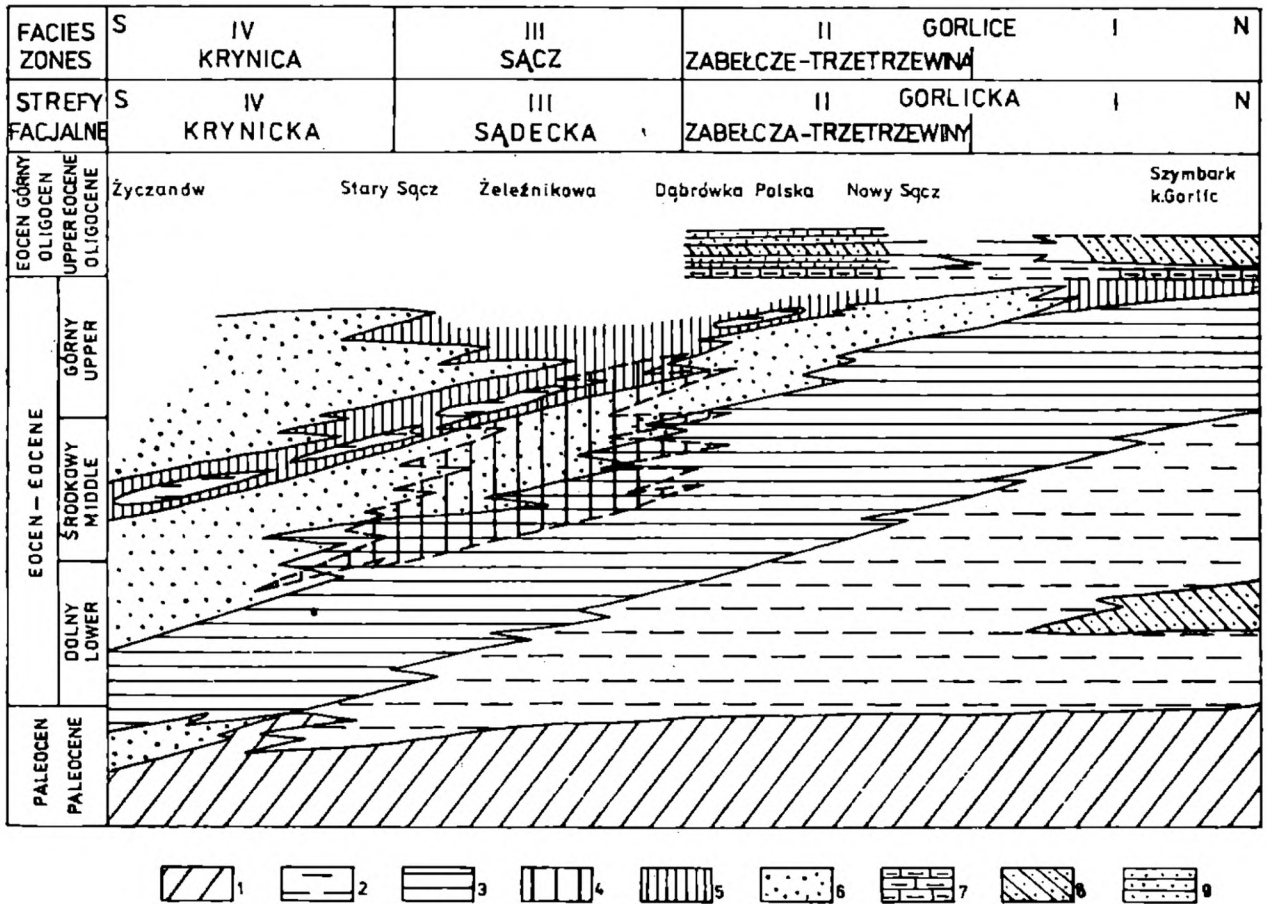 FACIES ZONES
S IV III II GORLICE I N
KRYNICA SĄCZ ZABEŁCZE-TRZETRZEWINA
STREFY FACJALNE
S IV III II GORLICKA I N
KRYNICKA SĄDECKA ZABEŁCZA-TRZETRZEWINY
EOCEN GÓRNY
OLIGOCEN
UPPER EOCENE
OLIGOCENE
Życzanów Stary Sącz Żeleźnikowa Dąbrówka Polska Nowy Sącz Szymbark
k.Gorlic
EOCEN — EOCENE
GÓRNY
UPPER
ŚRODKOWY
MIDDLE
DOLNY
LOWER
PALEOCEN
PALEOCENE
1 2 3 4 5 6 7 8 9